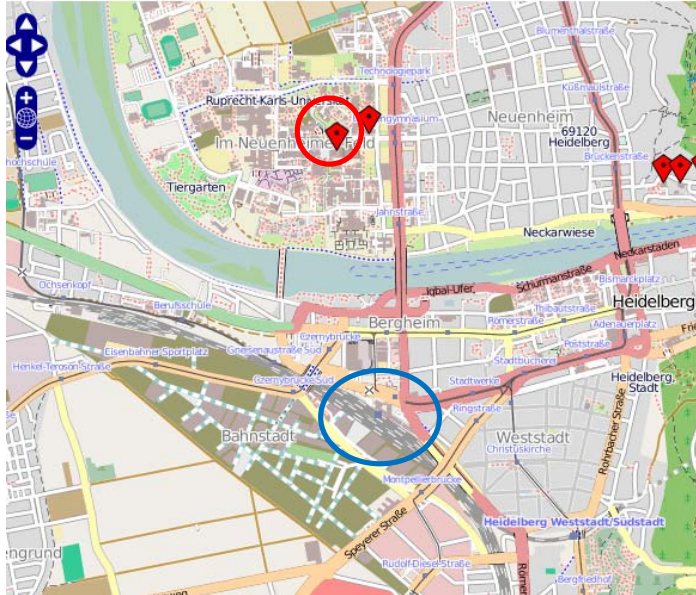 Blumenthalstraße
Technologiepark
Kußmaulstraße
Ruprecht-Karls-Universität
ngymnasium
Neuenheim
69120
Heidelberg
Im Neuenheimer Feld
Brückenstraße
hochschule
Tiergarten
Jahnstraße
Neckarwiese
Neckarstaden
Ochsenkopf
Schurmanstraße
Bismarckplatz
Iqbal-Ufer
Berufsschule
Heidelberg
Thibautstraße
Bergheim
Römerstraße
Adenauerplatz
Czernybrücke
Poststraße
Gneisenaustraße Süd
Eisenbahner Sportplatz
Stadtbücherei
Henkel-Teroson-Straße
Heidelberg,
Stadt
Czernybrücke Süd
Stadtwerke
Ringstraße
Bahnstadt
Weststadt
Christuskirche
Rohrbacher Straße
Montpellierbrücke
Heidelberg Weststadt/Südstadt
Speyerer Straße
engrund
Rudolf-Diesel-Straße
Römer
Bergfriedhof